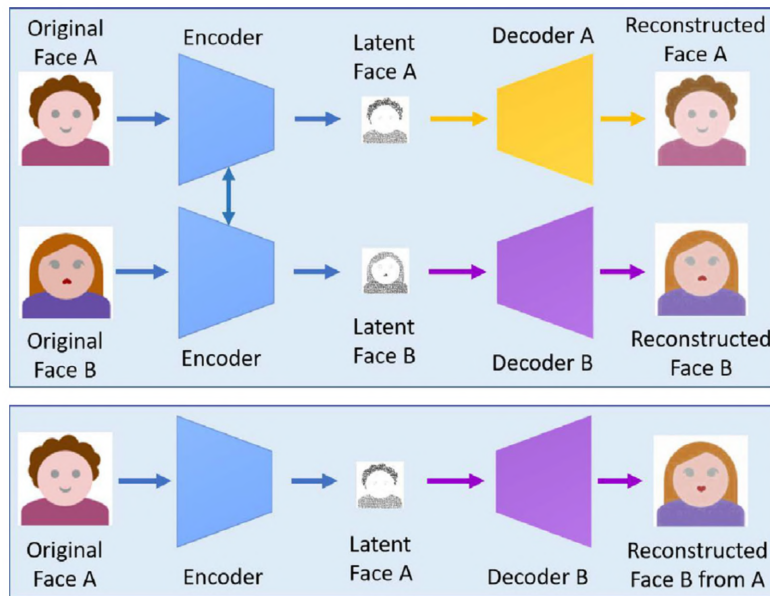 Original
Face A
Encoder
Latent
Face A
Decoder A
Reconstructed
Face A
Original
Face B
Encoder
Latent
Face B
Decoder B
Reconstructed
Face B
Original
Face A
Encoder
Latent
Face A
Decoder B
Reconstructed
Face B from A